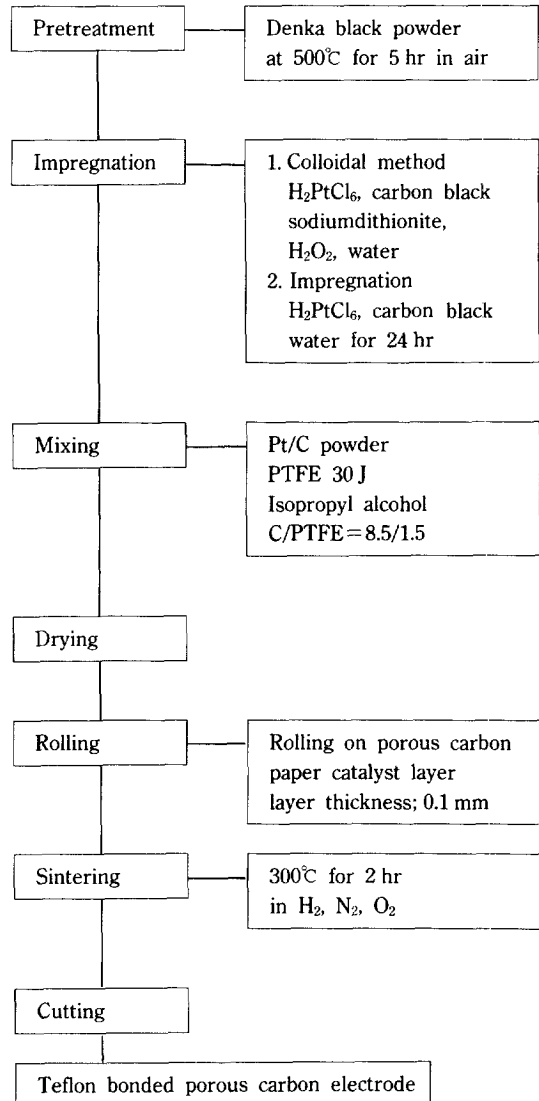 Pretreatment
Denka black powder
at 500℃ for 5 hr in air
Impregnation
1. Colloidal method
H₂PtCl₆, carbon black
sodiumdithionite,
H₂O₂, water
2. Impregnation
H₂PtCl₆, carbon black
water for 24 hr
Mixing
Pt/C powder
PTFE 30 J
Isopropyl alcohol
C/PTFE=8.5/1.5
Drying
Rolling
Rolling on porous carbon
paper catalyst layer
layer thickness; 0.1 mm
Sintering
300℃ for 2 hr
in H₂, N₂, O₂
Cutting
Teflon bonded porous carbon electrode